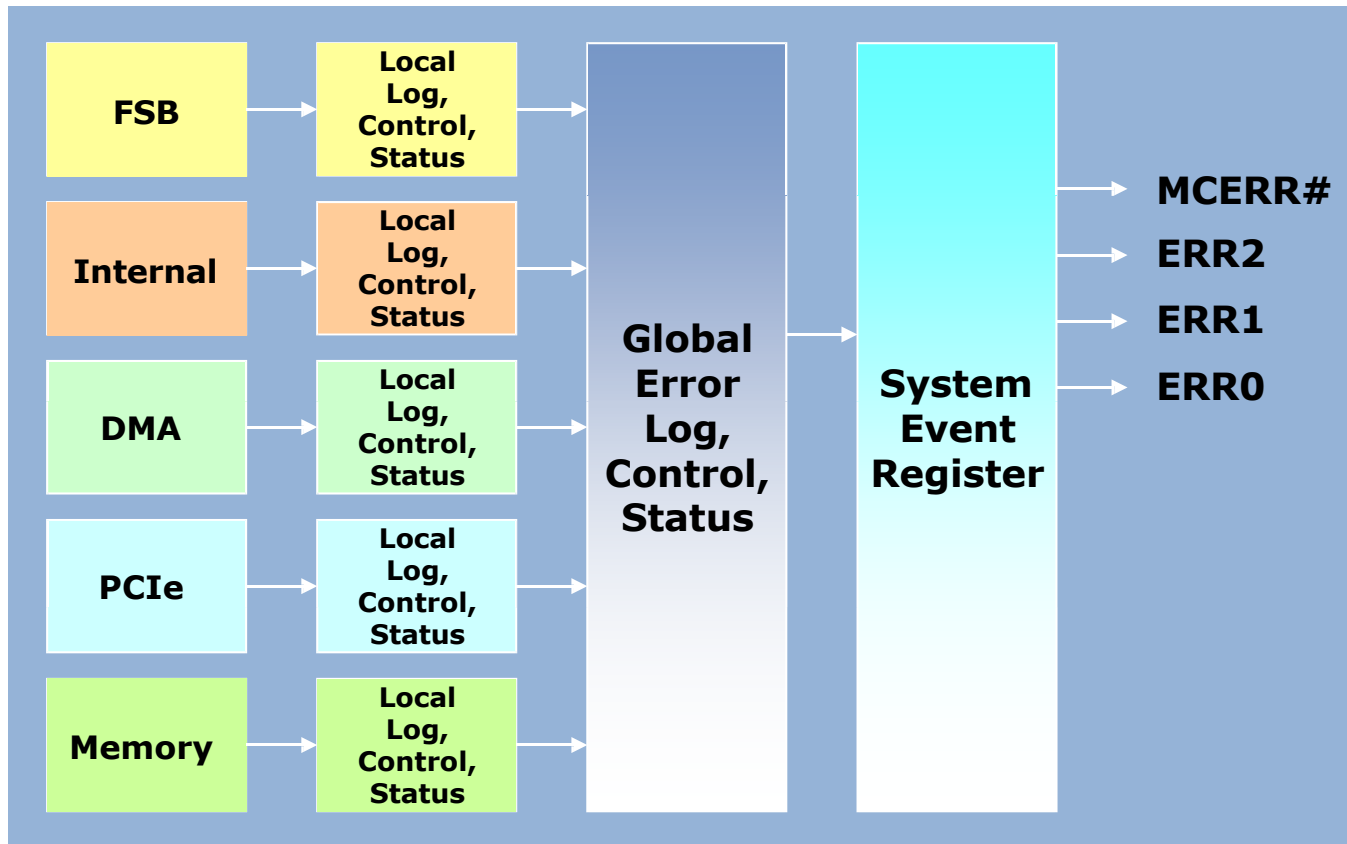 FSB
Local
Log,
Control,
Status
Internal
Local
Log,
Control,
Status
DMA
Local
Log,
Control,
Status
PCIe
Local
Log,
Control,
Status
Memory
Local
Log,
Control,
Status
Global
Error
Log,
Control,
Status
System
Event
Register
MCERR#
ERR2
ERR1
ERR0